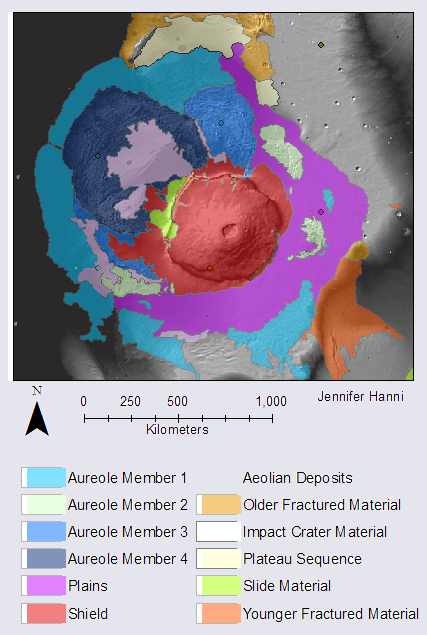 Jennifer Hanni
N
0 250 500 1,000
Kilometers
Aureole Member 1 Aeolian Deposits
Aureole Member 2 Older Fractured Material
Aureole Member 3 Impact Crater Material
Aureole Member 4 Plateau Sequence
Plains Slide Material
Shield Younger Fractured Material